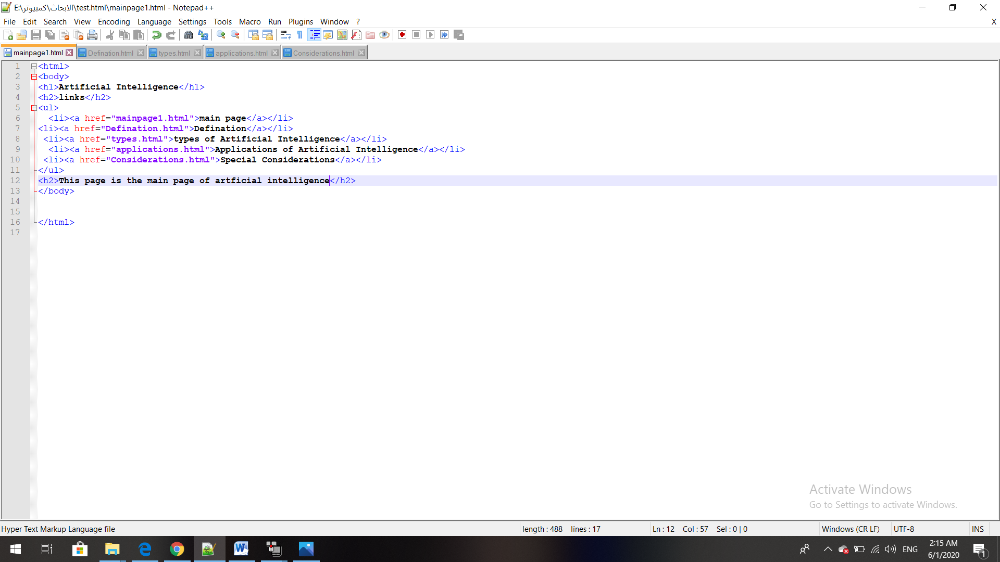 E:\الابحاث\كمبيوتر\test.html\mainpage1.html - Notepad++
File Edit Search View Encoding Language Settings Tools Macro Run Plugins Window ? X
mainpage1.html Defination.html types.html applications.html Considerations.html
1 <html>
2 <body>
3 <h1>Artificial Intelligence</h1>
4 <h2>links</h2>
5 <ul>
6 <li><a href="mainpage1.html">main page</a></li>
7 <li><a href="Defination.html">Defination</a></li>
8 <li><a href="types.html">types of Artificial Intelligence</a></li>
9 <li><a href="applications.html">Applications of Artificial Intelligence</a></li>
10 <li><a href="Considerations.html">Special Considerations</a></li>
11 </ul>
12 <h2>This page is the main page of artficial intelligence</h2>
13 </body>
14
15
16 </html>
17
Activate Windows
Go to Settings to activate Windows.
Hyper Text Markup Language file length : 488 lines : 17 Ln : 12 Col : 57 Sel : 0 | 0 Windows (CR LF) UTF-8 INS
ENG 2:15 AM
6/1/2020
1